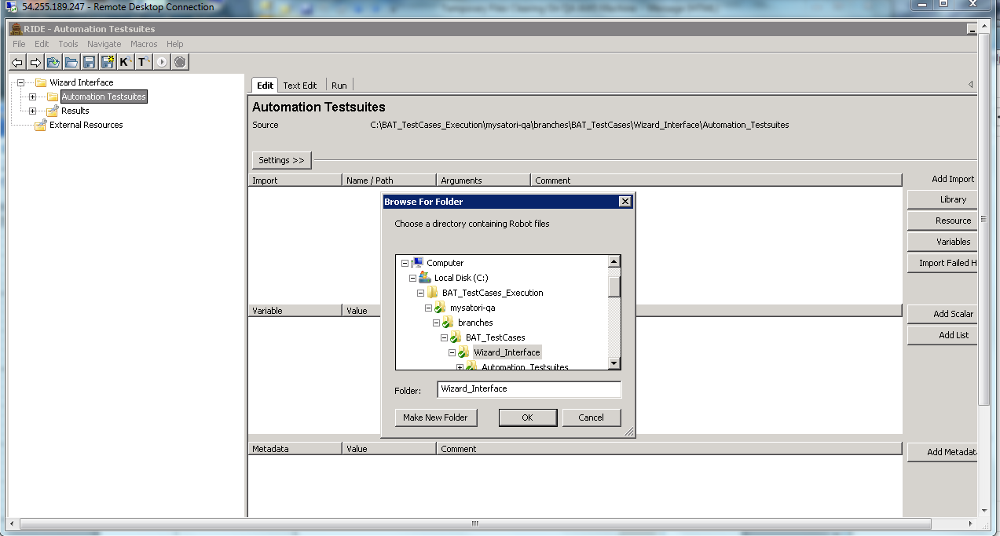 54.255.189.247 - Remote Desktop Connection
RIDE - Automation Testsuites
File Edit Tools Navigate Macros Help
K T
Wizard Interface
Automation Testsuites
Results
External Resources
Edit Text Edit Run
Automation Testsuites
Source C:\BAT_TestCases_Execution\mysatori-qa\branches\BAT_TestCases\Wizard_Interface\Automation_Testsuites
Settings >>
Import Name / Path Arguments Comment
Add Import
Library
Resource
Variables
Import Failed H
Browse For Folder
Choose a directory containing Robot files
Computer
Local Disk (C:)
BAT_TestCases_Execution
mysatori-qa
branches
BAT_TestCases
Wizard_Interface
Automation_Testsuites
Folder: Wizard_Interface
Make New Folder OK Cancel
Variable Value
Add Scalar
Add List
Metadata Value Comment
Add Metadata